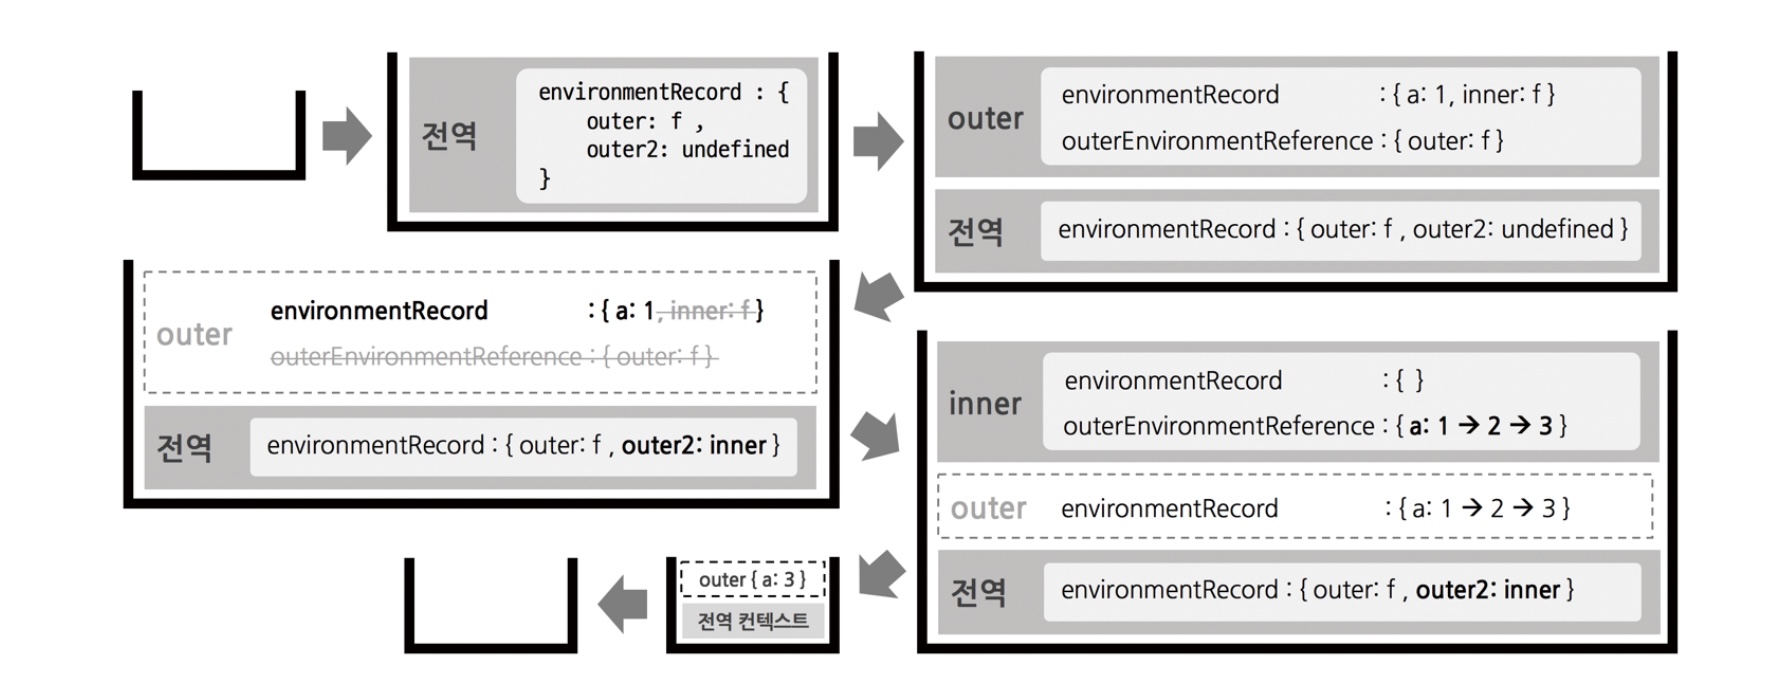 전역
environmentRecord : {
outer: f ,
outer2: undefined
}
outer
environmentRecord : { a: 1, inner: f }
outerEnvironmentReference : { outer: f }
전역
environmentRecord : { outer: f , outer2: undefined }
outer
environmentRecord : { a: 1, inner: f }
outerEnvironmentReference : { outer: f }
전역
environmentRecord : { outer: f , outer2: inner }
inner
environmentRecord : { }
outerEnvironmentReference : { a: 1 → 2 → 3 }
outer
environmentRecord : { a: 1 → 2 → 3 }
전역
environmentRecord : { outer: f , outer2: inner }
outer { a: 3 }
전역 컨텍스트